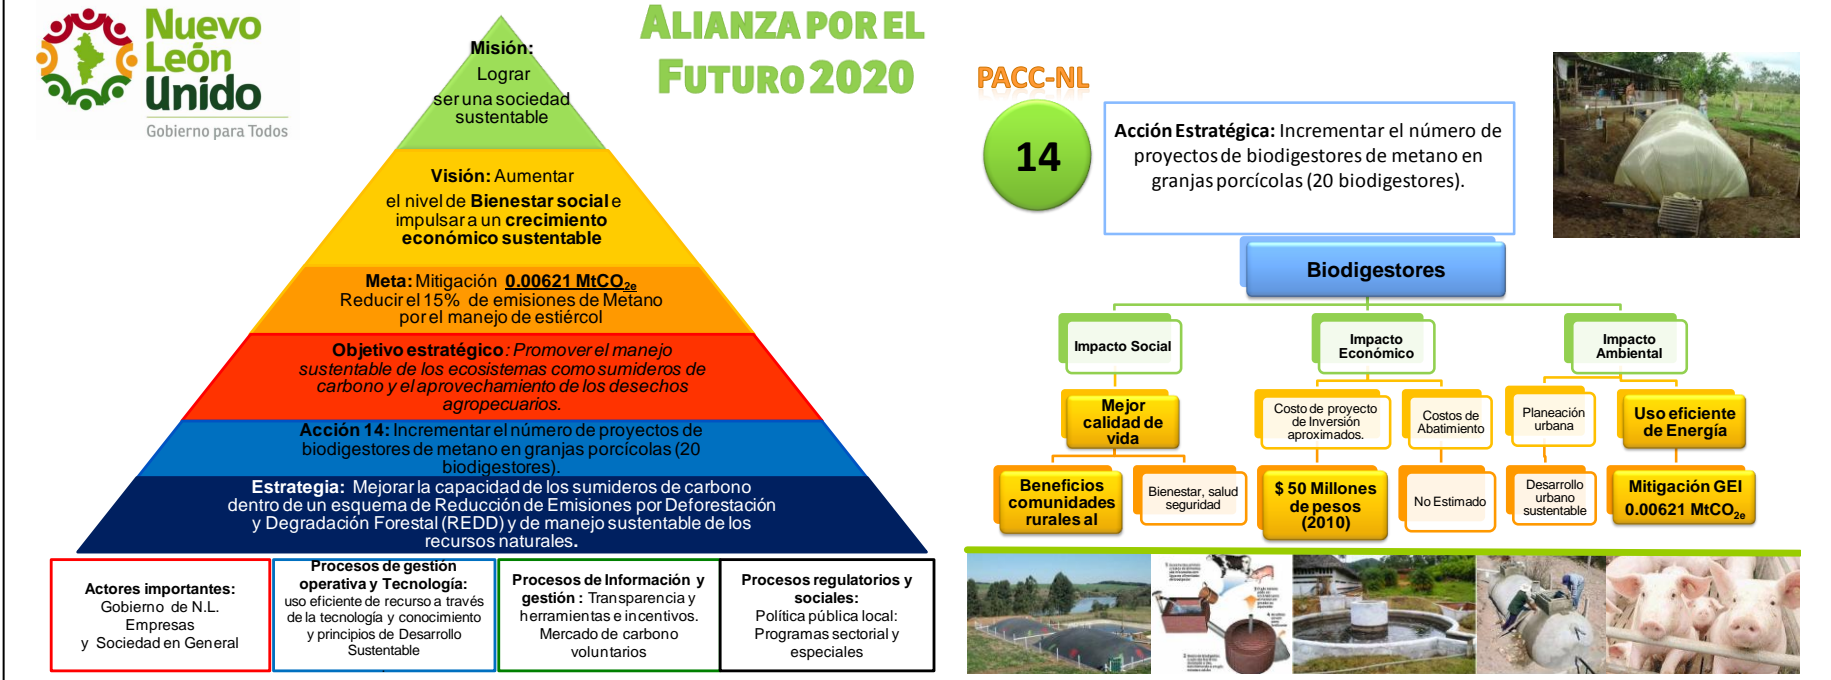 Nuevo
León
Unido
Gobierno para Todos
ALIANZA POR EL
FUTURO 2020
Misión:
Lograr
ser una sociedad
sustentable
Visión: Aumentar
el nivel de Bienestar social e
impulsar a un crecimiento
económico sustentable
Meta: Mitigación 0.00621 MtCO2e
Reducir el 15% de emisiones de Metano
por el manejo de estiércol
Objetivo estratégico: Promover el manejo
sustentable de los ecosistemas como sumideros de
carbono y el aprovechamiento de los desechos
agropecuarios.
Acción 14: Incrementar el número de proyectos de
biodigestores de metano en granjas porcícolas (20
biodigestores).
Estrategia: Mejorar la capacidad de los sumideros de carbono
dentro de un esquema de Reducción de Emisiones por Deforestación
y Degradación Forestal (REDD) y de manejo sustentable de los
recursos naturales.
Actores importantes:
Gobierno de N.L.
Empresas
y Sociedad en General
Procesos de gestión
operativa y Tecnología:
uso eficiente de recurso a través
de la tecnología y conocimiento
y principios de Desarrollo
Sustentable
Procesos de Información y
gestión : Transparencia y
herramientas e incentivos.
Mercado de carbono
voluntarios
Procesos regulatorios y
sociales:
Política pública local:
Programas sectorial y
especiales
PACC-NL
14
Acción Estratégica: Incrementar el número de
proyectos de biodigestores de metano en
granjas porcícolas (20 biodigestores).
Biodigestores
Impacto Social
Impacto
Económico
Impacto
Ambiental
Mejor
calidad de
vida
Costo de proyecto
de Inversión
aproximados.
Costos de
Abatimiento
Planeación
urbana
Uso eficiente
de Energía
Beneficios
comunidades
rurales al
Bienestar, salud
seguridad
$ 50 Millones
de pesos
(2010)
No Estimado
Desarrollo
urbano
sustentable
Mitigación GEI
0.00621 MtCO2e